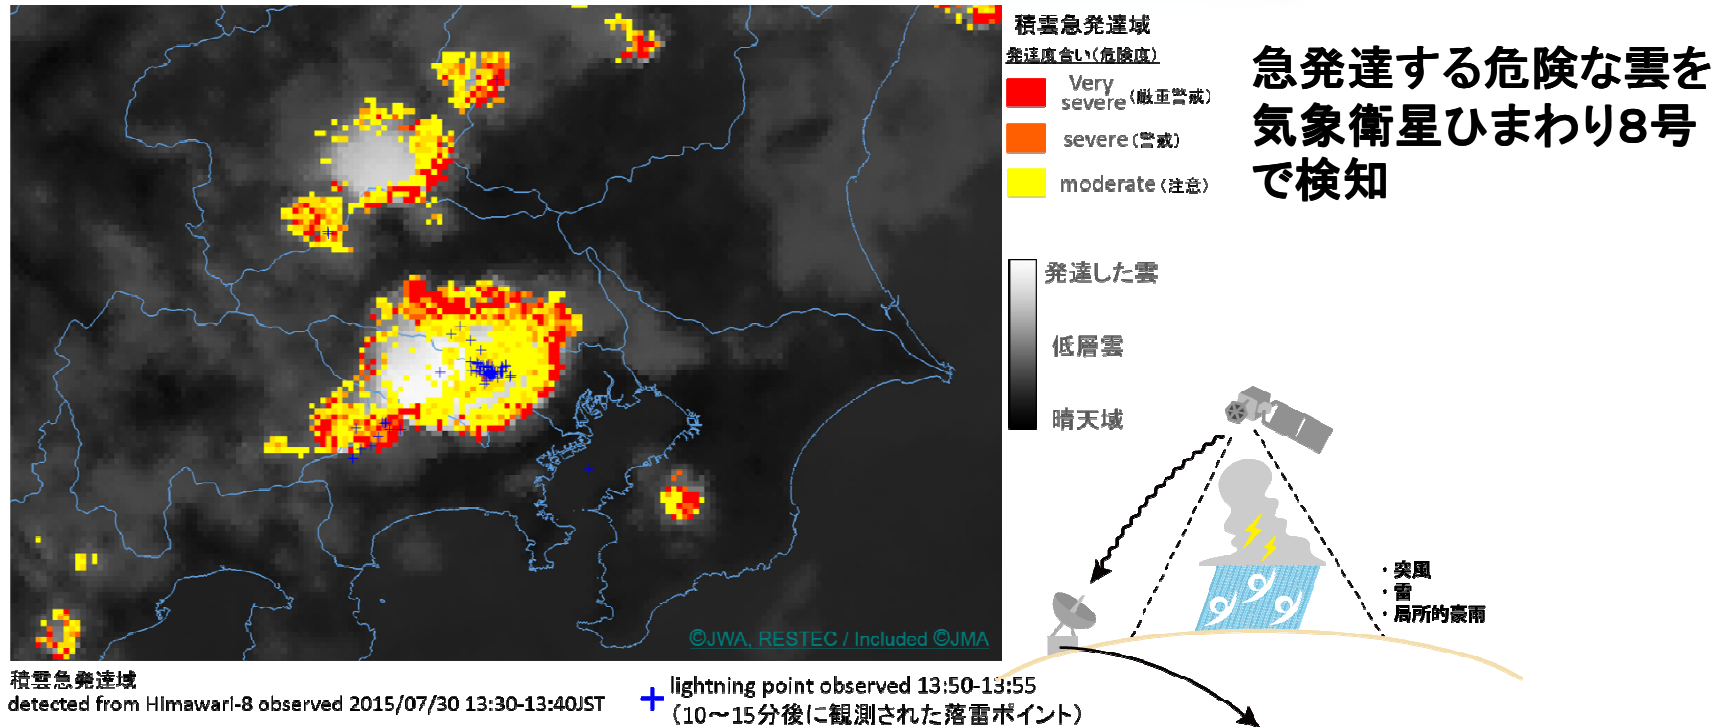 積雲急発達域
発達度合い(危険度)
Very
severe(厳重警戒)
severe(警戒)
moderate(注意)
急発達する危険な雲を
気象衛星ひまわり8号
で検知
発達した雲
低層雲
晴天域
・突風
・雷
・局所的豪雨
©JWA, RESTEC / Included ©JMA
積雲急発達域
detected from HImawari-8 observed 2015/07/30 13:30-13:40JST
lightning point observed 13:50-13:55
(10～15分後に観測された落雷ポイント)